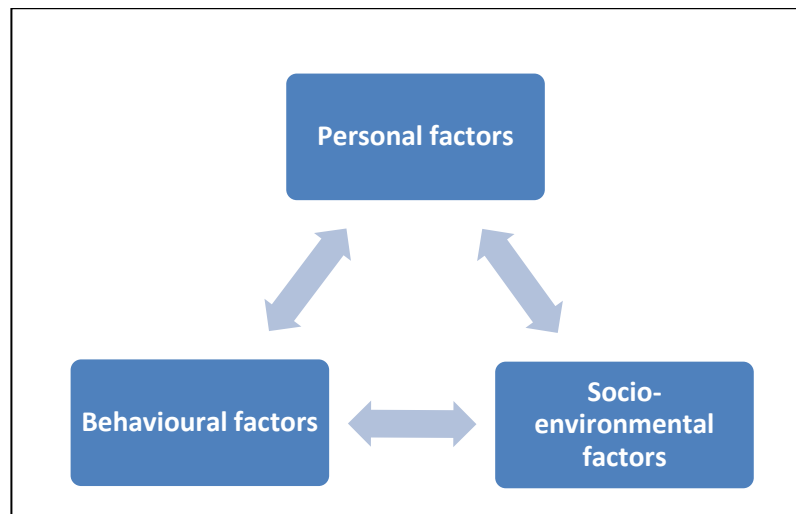 Personal factors
Behavioural factors
Socio-
environmental
factors